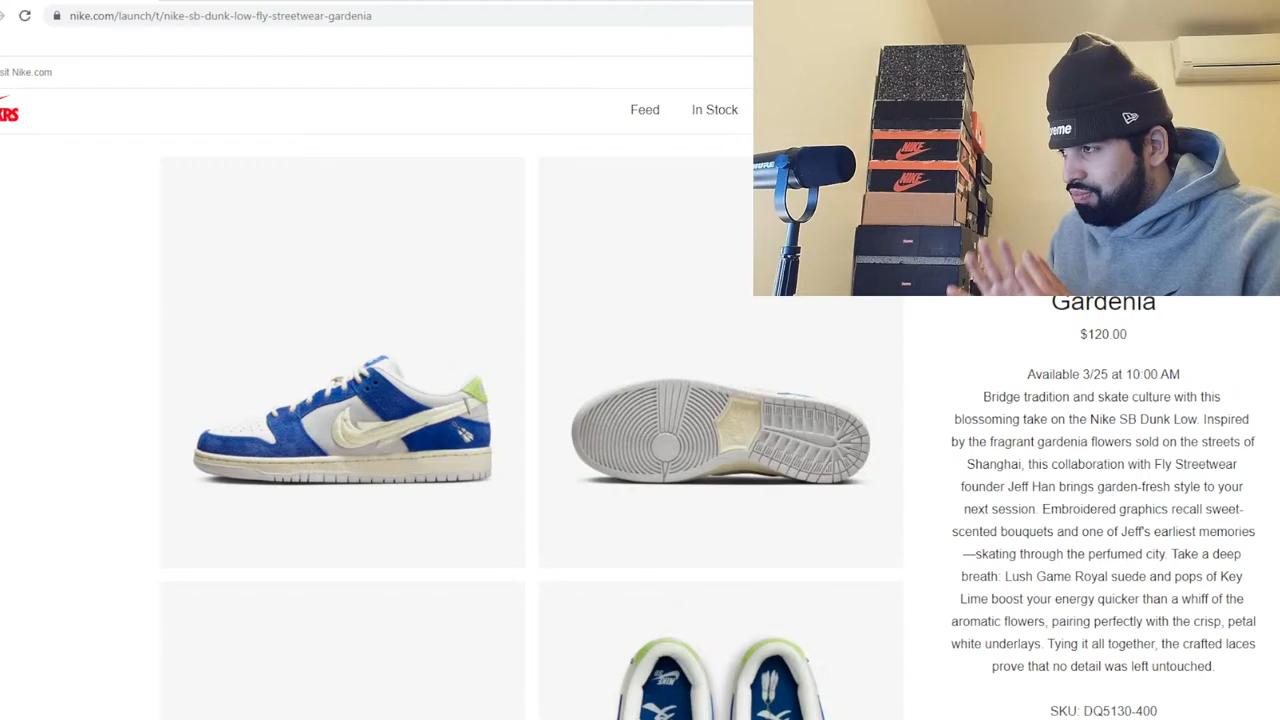 nike.com/launch/t/nike-sb-dunk-low-fly-streetwear-gardenia
sit Nike.com
KRS
Feed
In Stock
SHURE
reme
NIKE
NIKE
Gardenia
$120.00
Available 3/25 at 10:00 AM
Bridge tradition and skate culture with this
blossoming take on the Nike SB Dunk Low. Inspired
by the fragrant gardenia flowers sold on the streets of
Shanghai, this collaboration with Fly Streetwear
founder Jeff Han brings garden-fresh style to your
next session. Embroidered graphics recall sweet-
scented bouquets and one of Jeff's earliest memories
—skating through the perfumed city. Take a deep
breath: Lush Game Royal suede and pops of Key
Lime boost your energy quicker than a whiff of the
aromatic flowers, pairing perfectly with the crisp, petal
white underlays. Tying it all together, the crafted laces
prove that no detail was left untouched.
SKU: DQ5130-400